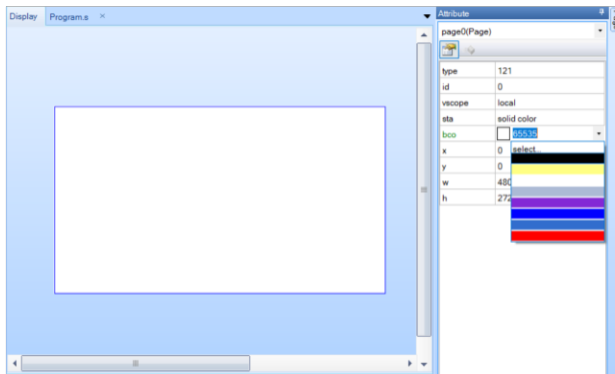 Display Program.s ×
Attribute
page0(Page)
type 121
id 0
vscope local
sta solid color
bco 65535
select...
x 0
y 0
w 480
h 272